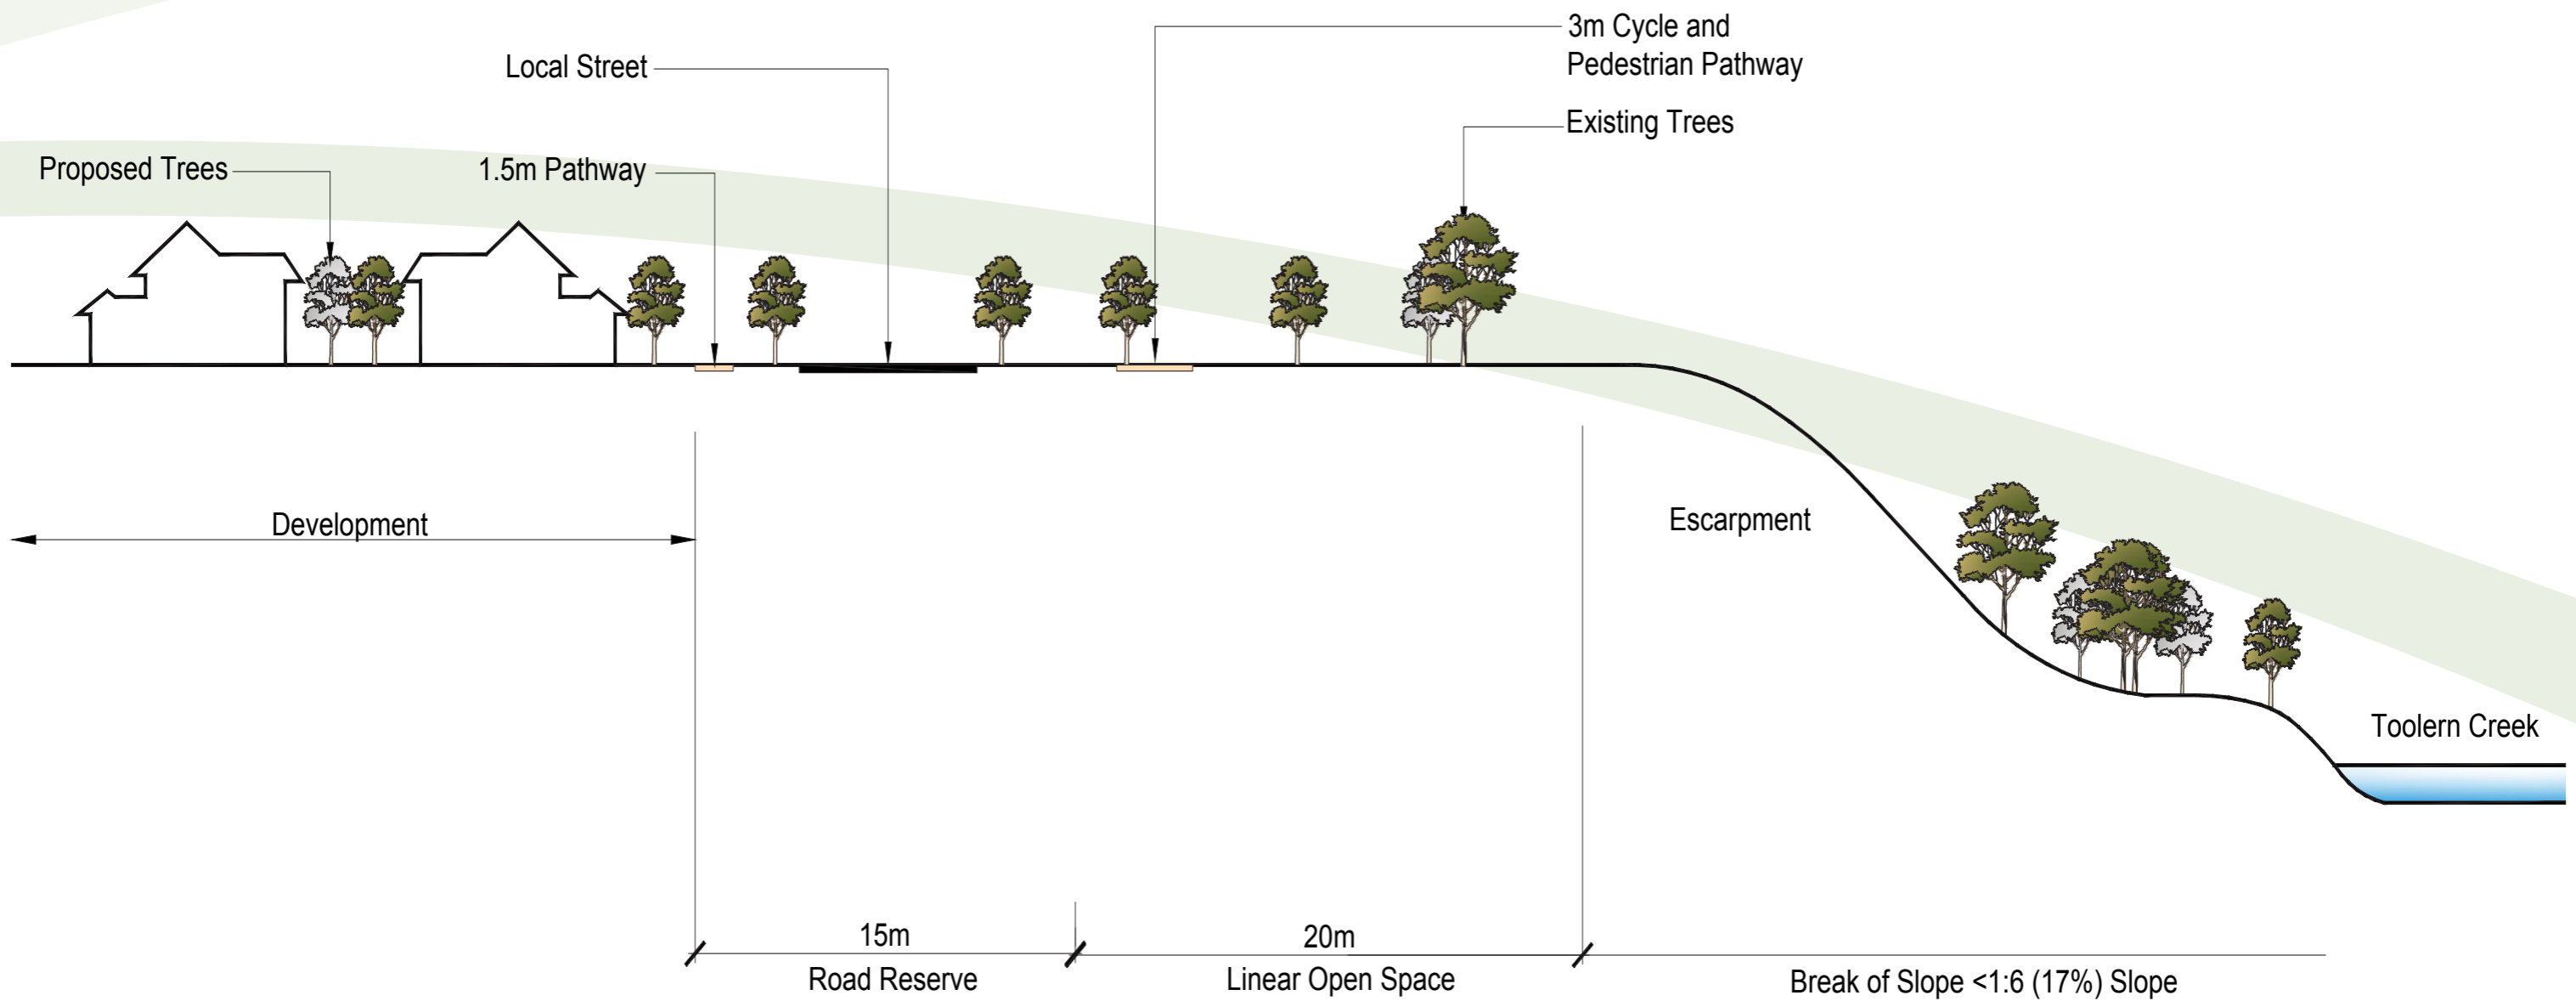 3m Cycle and
Pedestrian Pathway
Local Street
Existing Trees
Proposed Trees
1.5m Pathway
Development
Escarpment
Toolern Creek
15m
Road Reserve
20m
Linear Open Space
Break of Slope <1:6 (17%) Slope